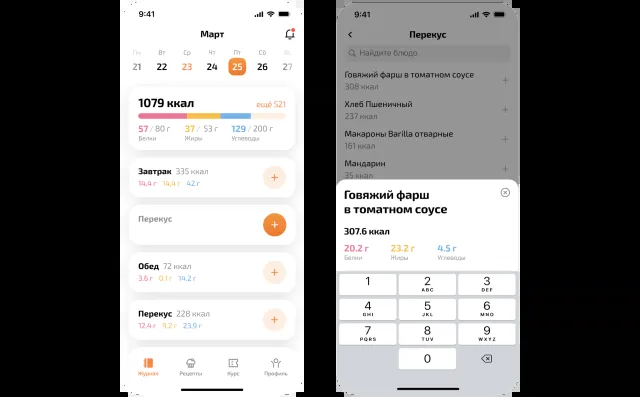 9:41
Март
Пн Вт Ср Чт Пт Сб Вс
21 22 23 24 25 26 27
1079 ккал ещё 521
57 / 80 г 37 / 53 г 129 / 200 г
Белки Жиры Углеводы
Завтрак 335 ккал
14,4 г 14,4 г 42 г
Перекус
Обед 72 ккал
3.6 г 0.1 г 14.2 г
Перекус 228 ккал
12.4 г 9.2 г 23,9 г
Журнал Рецепты Курс Профиль
9:41
Перекус
Найдите блюдо
Говяжий фарш в томатном соусе
308 ккал
Хлеб Пшеничный
237 ккал
Макароны Barilla отварные
161 ккал
Мандарин
35 ккал
Говяжий фарш
в томатном соусе
307.6 ккал
20.2 г 23.2 г 4.5 г
Белки Жиры Углеводы
1 2 3
ABC DEF
4 5 6
GHI JKL MNO
7 8 9
PQRS TUV WXYZ
0